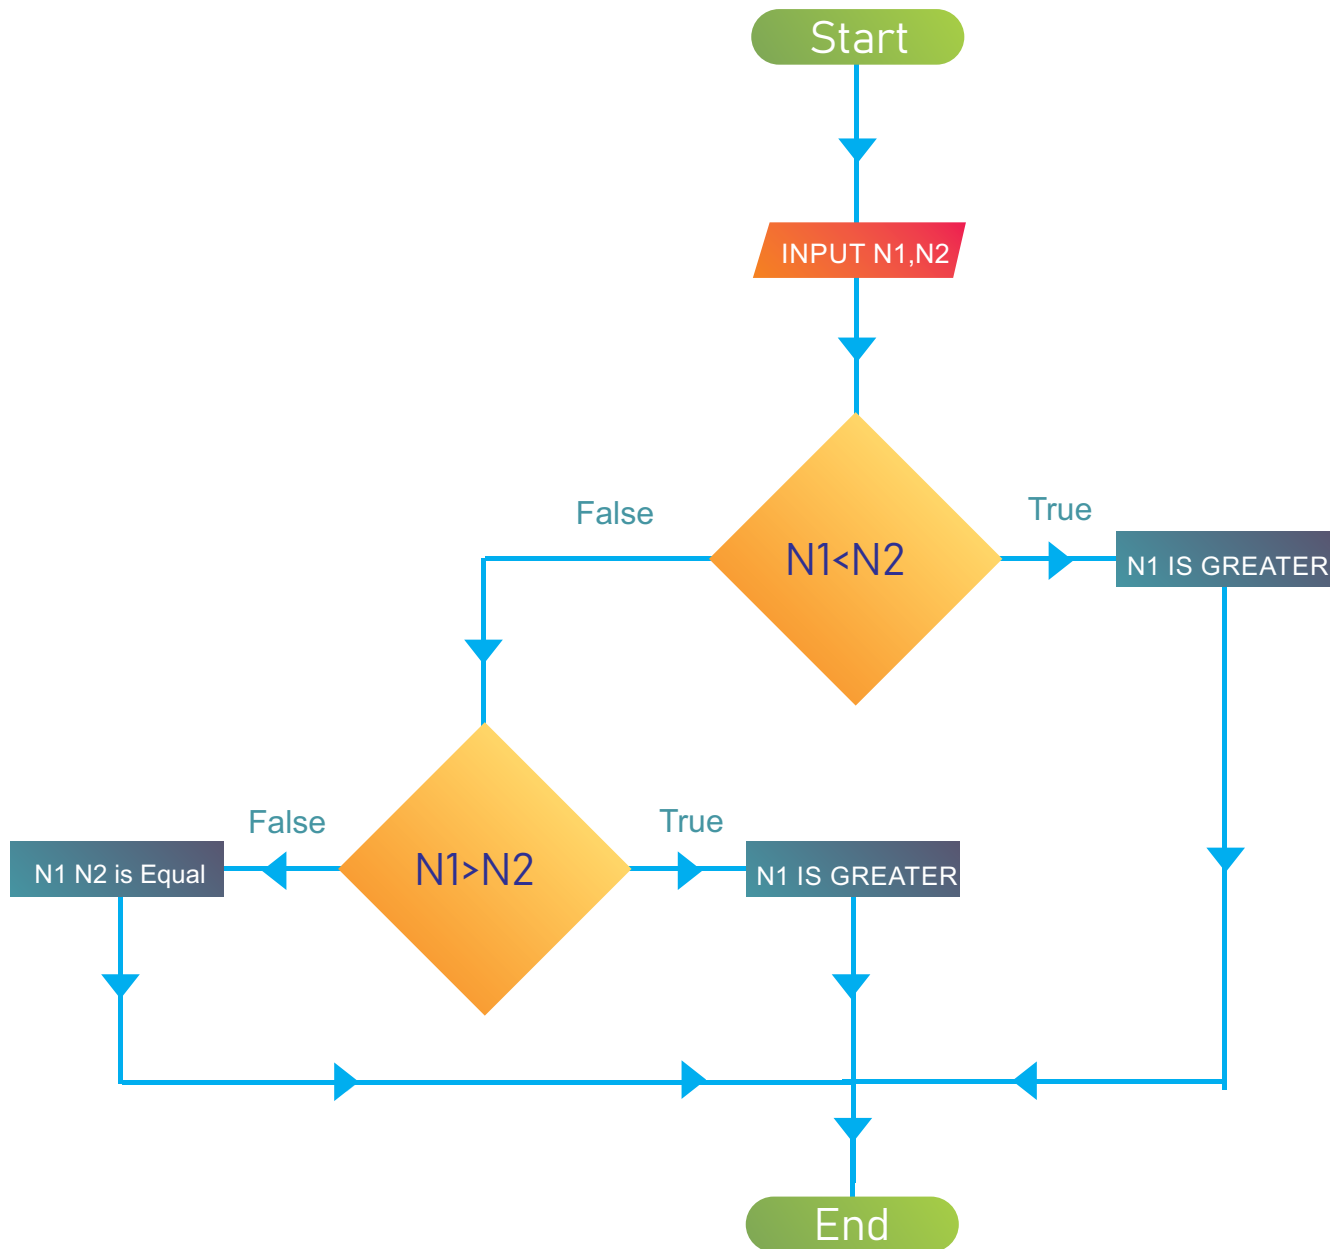 Start
INPUT N1,N2
False
True
N1<N2
N1 IS GREATER
False
True
N1 N2 is Equal
N1>N2
N1 IS GREATER
End